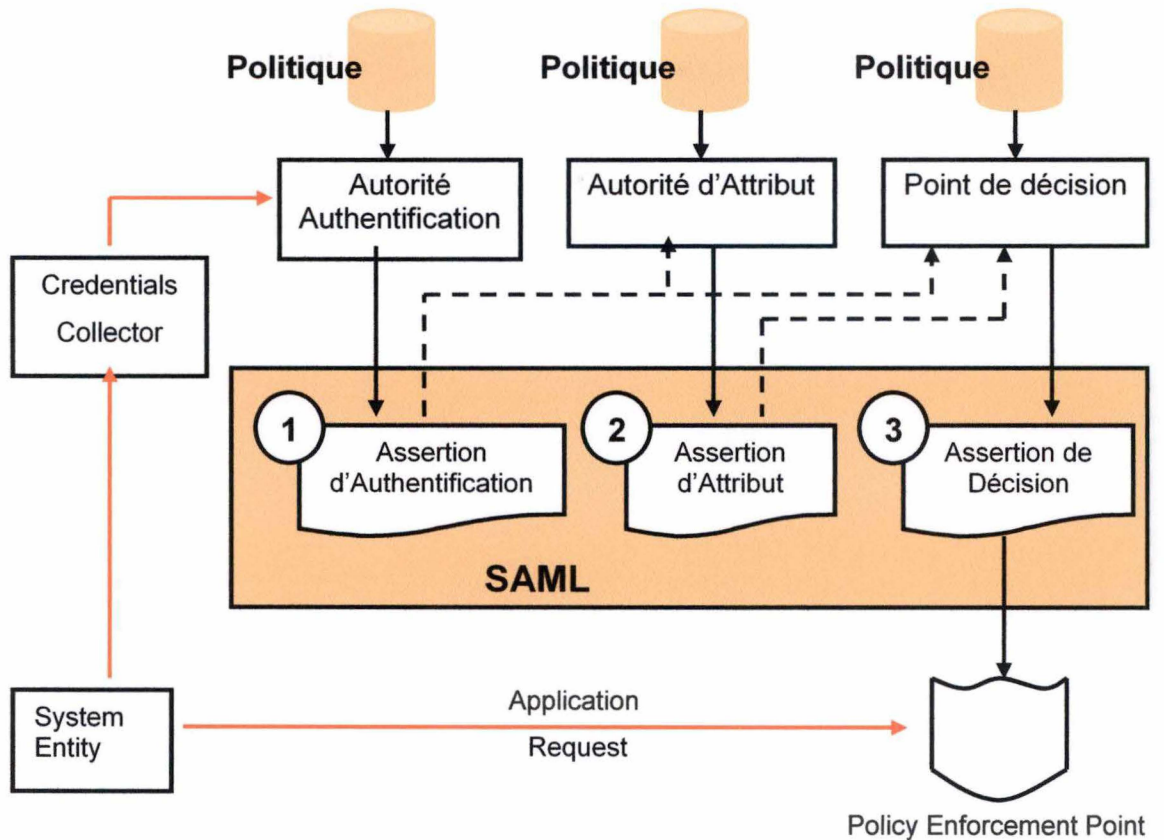 Politique
Politique
Politique
Autorité
Authentification
Autorité d'Attribut
Point de décision
Credentials
Collector
1
Assertion
d'Authentification
2
Assertion
d'Attribut
3
Assertion de
Décision
SAML
System
Entity
Application
Request
Policy Enforcement Point